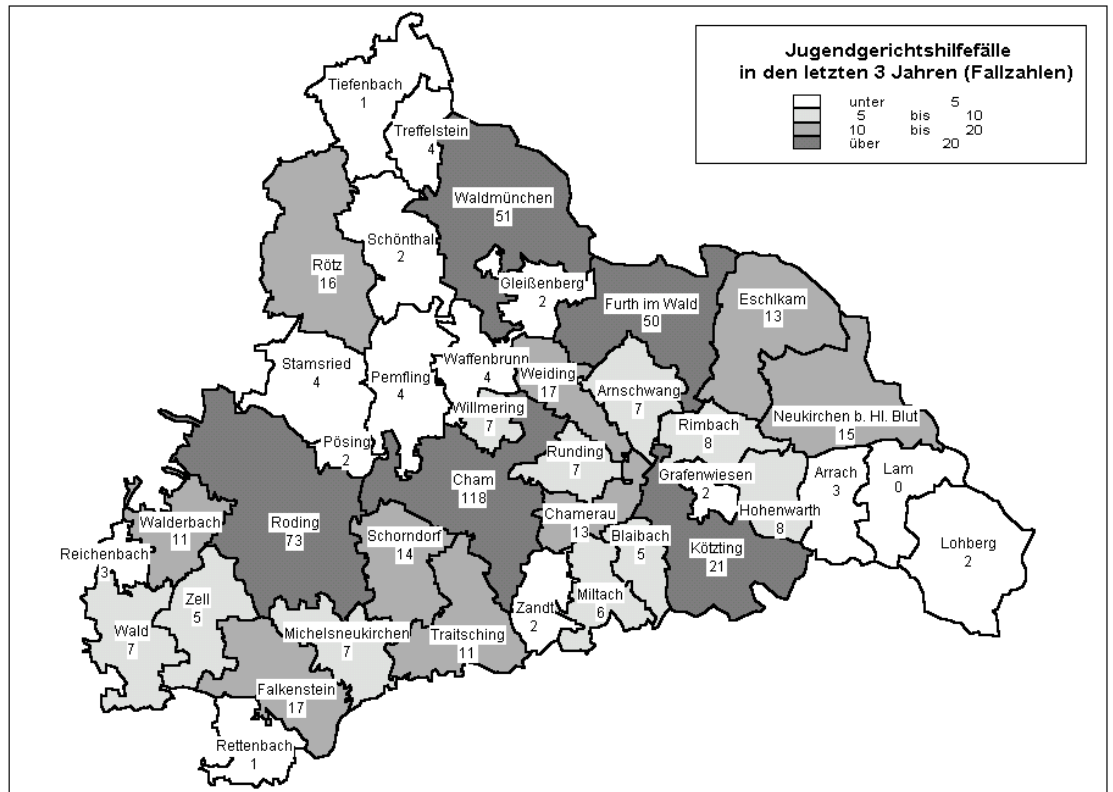 Jugendgerichtshilfefälle
in den letzten 3 Jahren (Fallzahlen)
unter 5
5 bis 10
10 bis 20
über 20
Tiefenbach
1
Treffelstein
4
Waldmünchen
51
Schönthal
2
Rötz
16
Gleißenberg
2
Furth im Wald
50
Eschlkam
13
Stamsried
4
Pemfling
4
Waffenbrunn
4
Weiding
17
Arnschwang
7
Willmering
7
Neukirchen b. Hl. Blut
15
Rimbach
8
Pösing
2
Runding
7
Cham
118
Grafenwiesen
2
Arrach
3
Lam
0
Hohenwarth
8
Walderbach
11
Roding
73
Schorndorf
14
Chamerau
13
Blaibach
5
Kötzting
21
Lohberg
2
Reichenbach
3
Zell
5
Wald
7
Michelsneukirchen
7
Traitsching
11
Zandt
2
Miltach
6
Falkenstein
17
Rettenbach
1